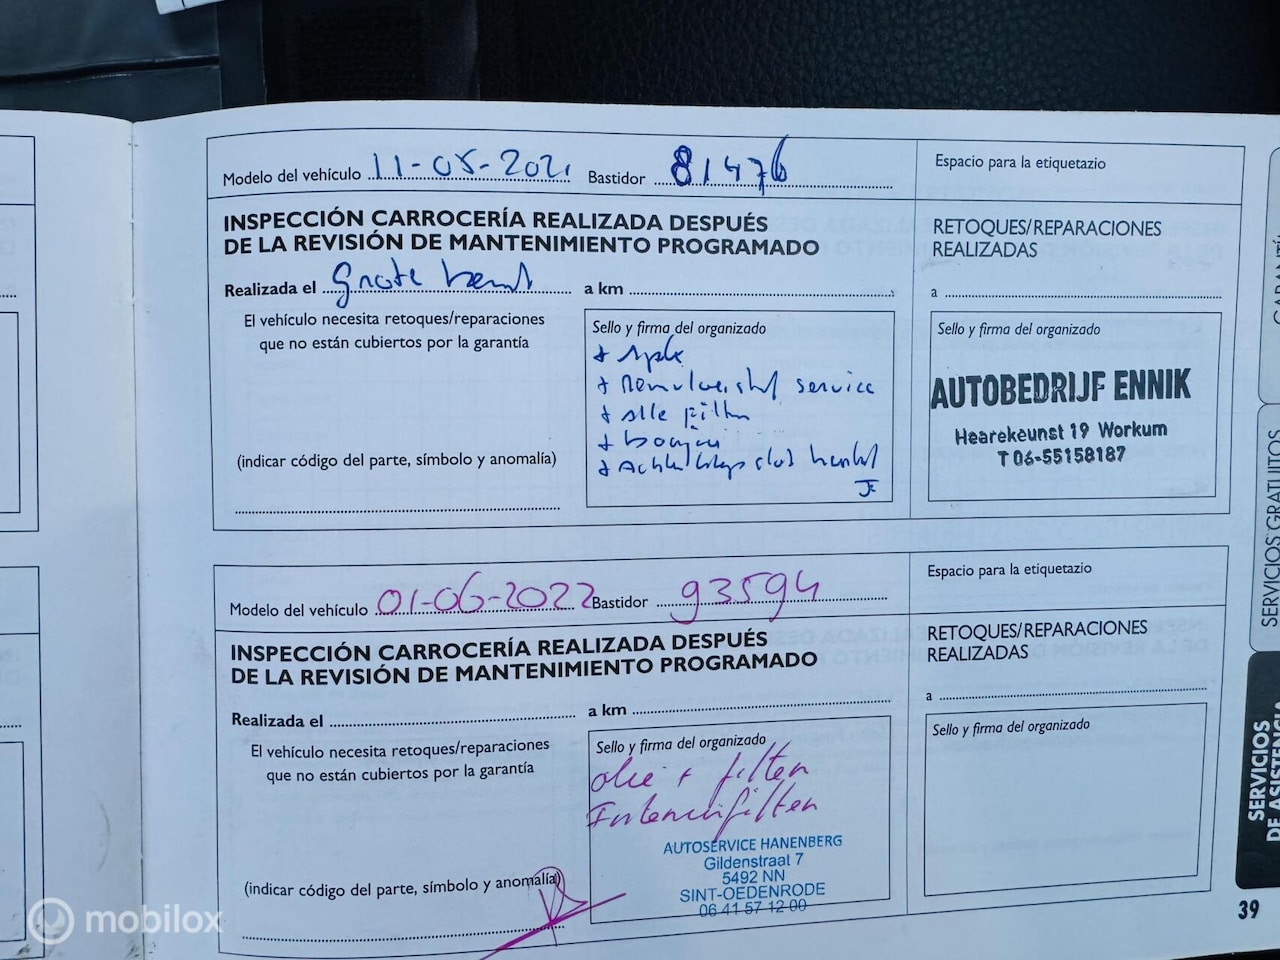 Modelo del vehículo 11-05-2021 Bastidor 81476
Espacio para la etiquetazio
INSPECCIÓN CARROCERÍA REALIZADA DESPUÉS
DE LA REVISIÓN DE MANTENIMIENTO PROGRAMADO
RETOQUES/REPARACIONES
REALIZADAS
Realizada el Grote beurt a km
a
El vehículo necesita retoques/reparaciones
que no están cubiertos por la garantía
(indicar código del parte, símbolo y anomalía)
Sello y firma del organizado
+ apk
+ remvloeistof service
+ alle filters
+ bougies
+
Sello y firma del organizado
AUTOBEDRIJF ENNIK
Hearekeunst 19 Workum
T 06-55158187
Modelo del vehículo 01-06-2022 Bastidor 93594
Espacio para la etiquetazio
INSPECCIÓN CARROCERÍA REALIZADA DESPUÉS
DE LA REVISIÓN DE MANTENIMIENTO PROGRAMADO
RETOQUES/REPARACIONES
REALIZADAS
Realizada el a km
a
El vehículo necesita retoques/reparaciones
que no están cubiertos por la garantía
(indicar código del parte, símbolo y anomalía)
Sello y firma del organizado
olie + filter
Interieurfilter
AUTOSERVICE HANENBERG
Gildenstraat 7
5492 NN
SINT-OEDENRODE
06 41 57 12 00
Sello y firma del organizado
SERVICIOS GRATUITOS
SERVICIOS
DE ASISTENCIA
39
mobilox